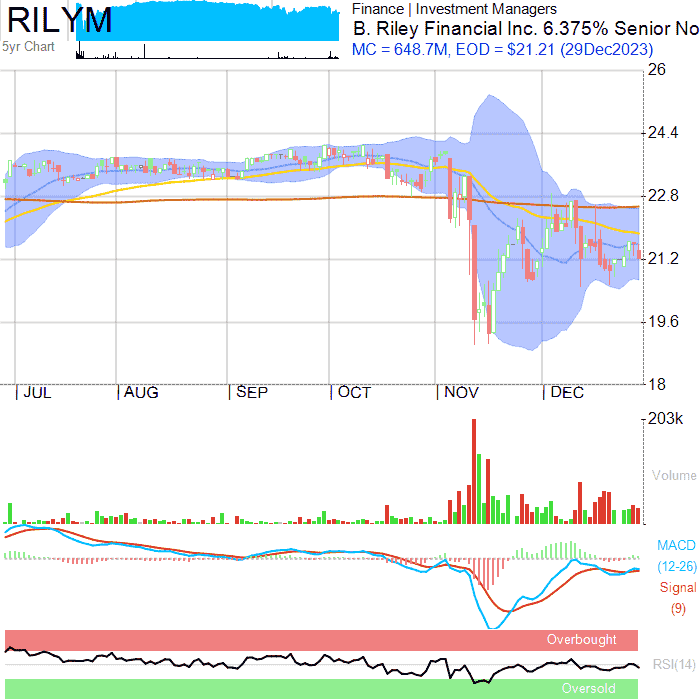 RILYM
5yr Chart
Finance | Investment Managers
B. Riley Financial Inc. 6.375% Senior No
MC = 648.7M, EOD = $21.21 (29Dec2023)
26
24.4
22.8
21.2
19.6
18
| JUL | AUG | SEP | OCT | NOV | DEC
203k
Volume
MACD
(12-26)
Signal
(9)
Overbought
RSI(14)
Oversold